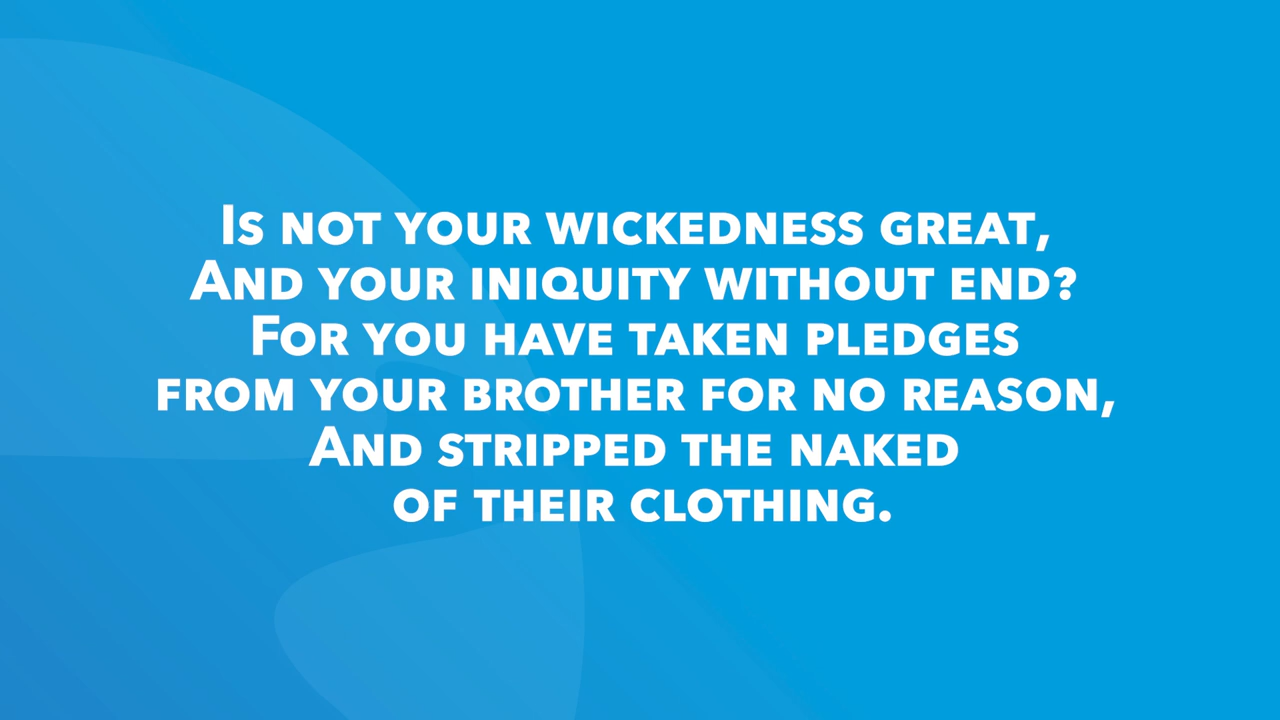 Is not your wickedness great,
And your iniquity without end?
For you have taken pledges
from your brother for no reason,
And stripped the naked
of their clothing.